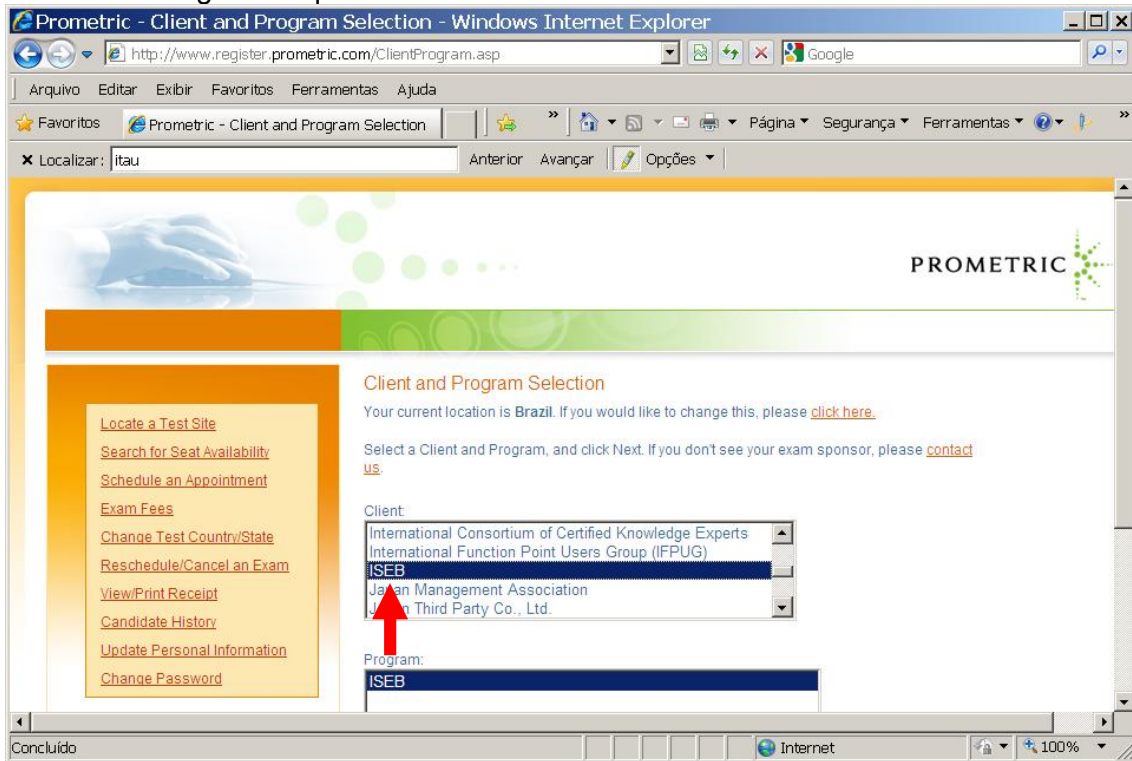 Prometric - Client and Program Selection - Windows Internet Explorer
http://www.register.prometric.com/ClientProgram.asp
Google
Arquivo Editar Exibir Favoritos Ferramentas Ajuda
Favoritos Prometric - Client and Program Selection » Página Segurança Ferramentas »
Localizar: itau Anterior Avançar Opções
PROMETRIC
Locate a Test Site
Search for Seat Availability
Schedule an Appointment
Exam Fees
Change Test Country/State
Reschedule/Cancel an Exam
View/Print Receipt
Candidate History
Update Personal Information
Change Password
Client and Program Selection
Your current location is Brazil. If you would like to change this, please click here.
Select a Client and Program, and click Next. If you don't see your exam sponsor, please contact
us.
Client:
International Consortium of Certified Knowledge Experts
International Function Point Users Group (IFPUG)
ISEB
Japan Management Association
Third Party Co., Ltd.
Program:
ISEB
Concluído Internet 100%